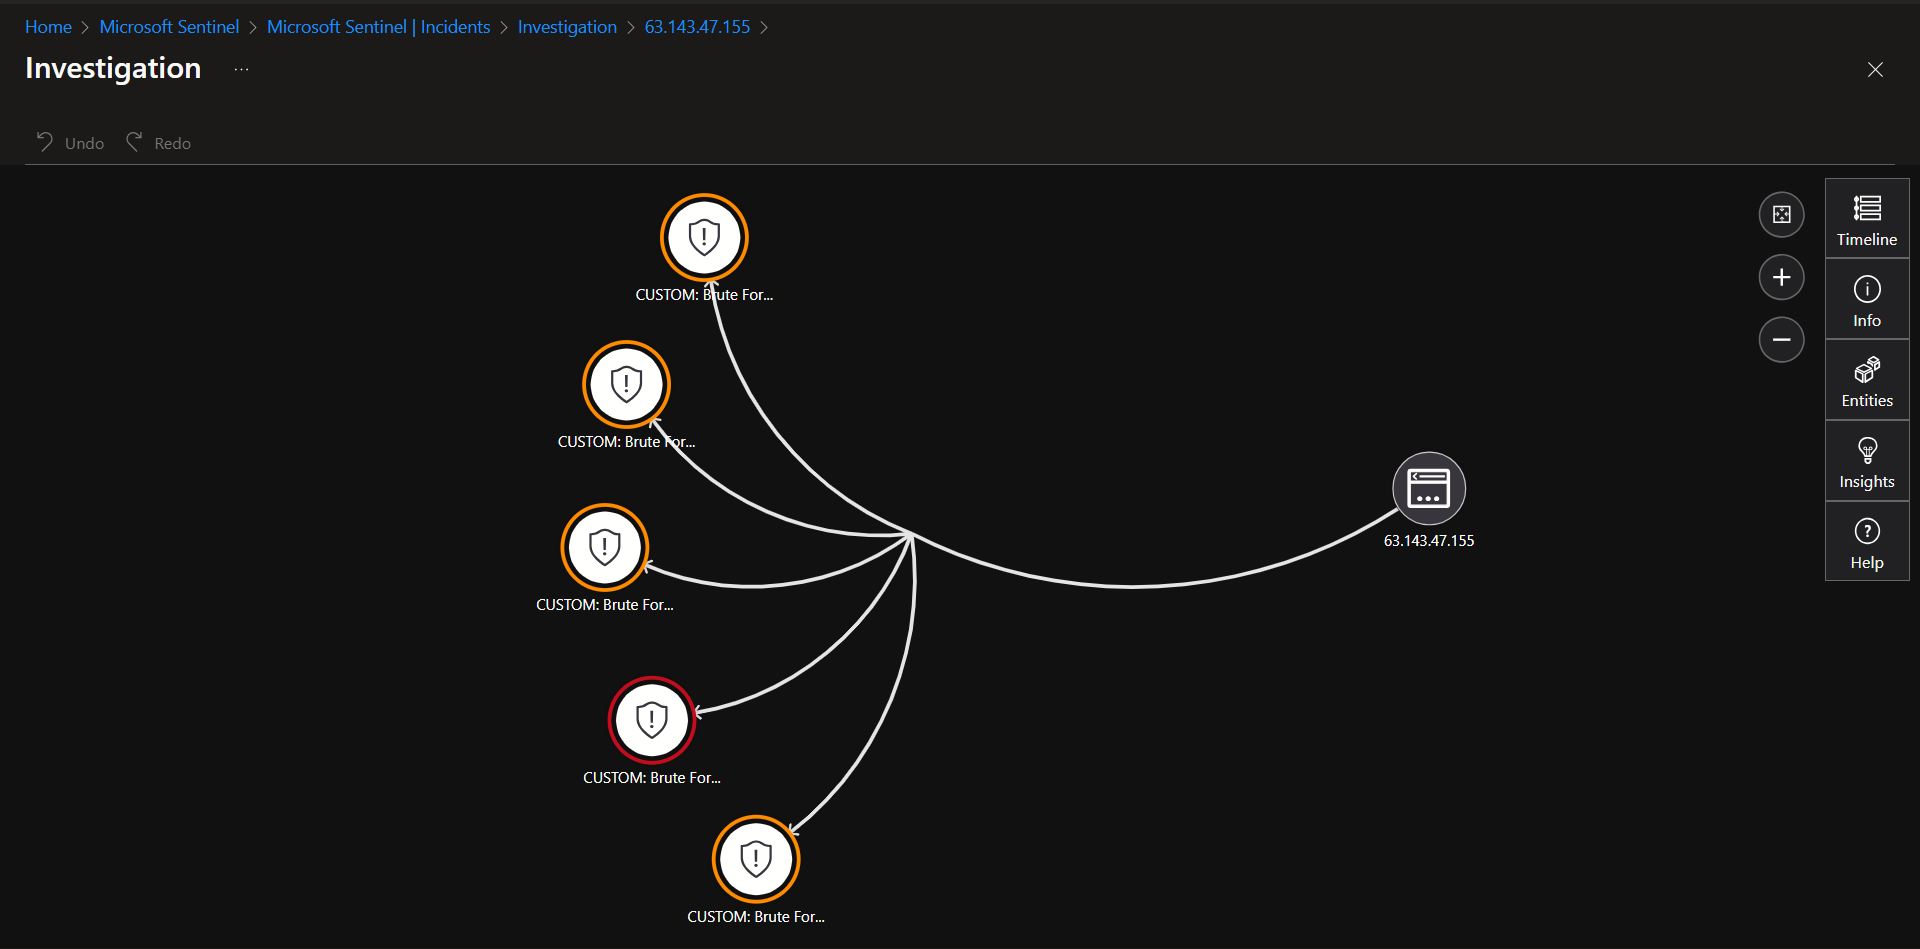 Home > Microsoft Sentinel > Microsoft Sentinel | Incidents > Investigation > 63.143.47.155 >
Investigation ...
Undo Redo
Timeline
Info
Entities
Insights
Help
CUSTOM: Brute For...
CUSTOM: Brute For...
63.143.47.155
CUSTOM: Brute For...
CUSTOM: Brute For...
CUSTOM: Brute For...